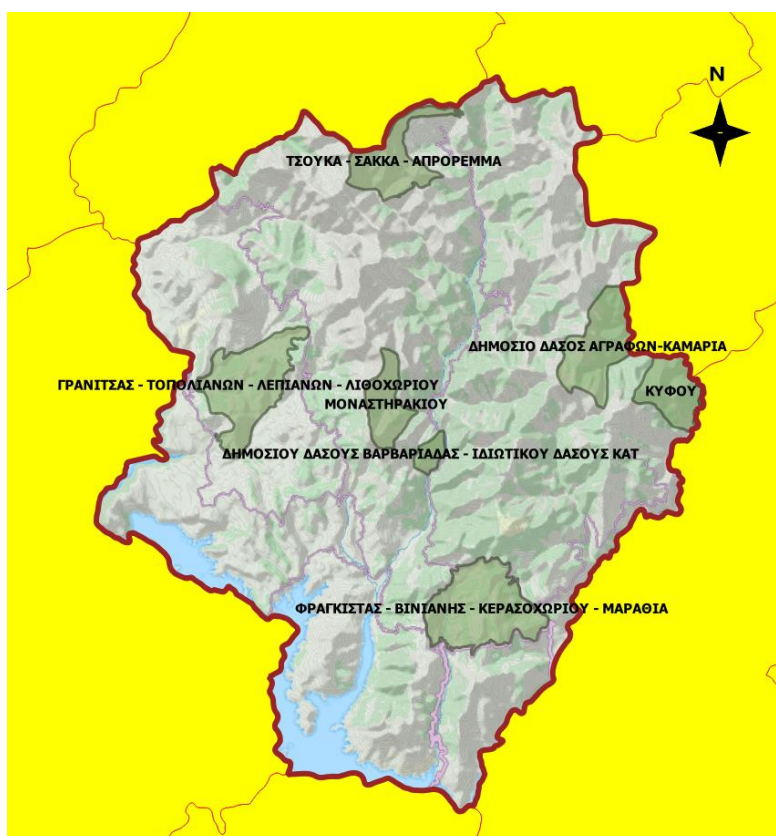 N
ΤΣΟΥΚΑ - ΣΑΚΚΑ - ΑΠΡΟΡΕΜΜΑ
ΔΗΜΟΣΙΟ ΔΑΣΟΣ ΑΓΡΑΦΩΝ-ΚΑΜΑΡΙΑ
ΓΡΑΝΙΤΣΑΣ - ΤΟΠΟΛΙΑΝΩΝ - ΛΕΠΙΑΝΩΝ - ΛΙΘΟΧΩΡΙΟΥ
ΚΥΦΟΥ
ΜΟΝΑΣΤΗΡΑΚΙΟΥ
ΔΗΜΟΣΙΟΥ ΔΑΣΟΥΣ ΒΑΡΒΑΡΙΑΔΑΣ - ΙΔΙΩΤΙΚΟΥ ΔΑΣΟΥΣ ΚΑΤ
ΦΡΑΓΚΙΣΤΑΣ - ΒΙΝΙΑΝΗΣ - ΚΕΡΑΣΟΧΩΡΙΟΥ - ΜΑΡΑΘΙΑ